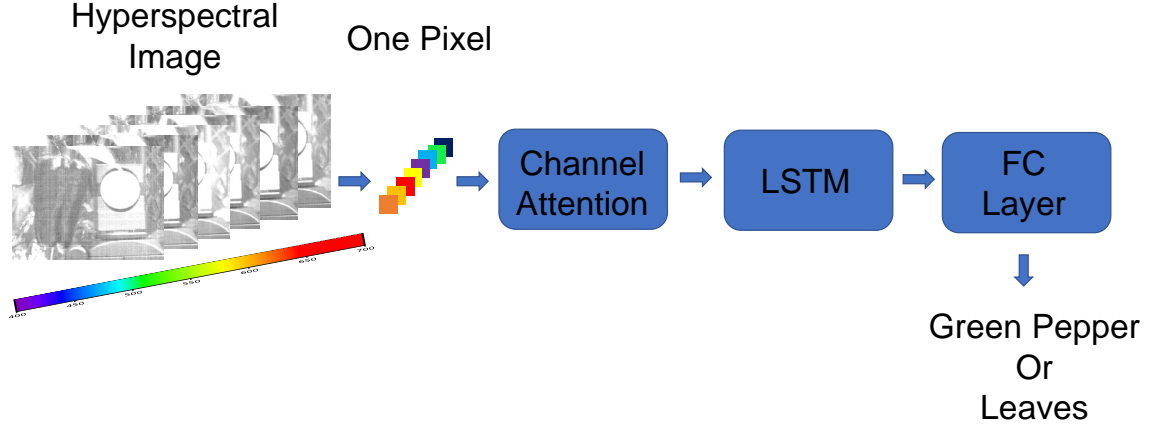 Hyperspectral
Image
One Pixel
Channel
Attention
LSTM
FC
Layer
400
450
500
550
600
650
700
Green Pepper
Or
Leaves